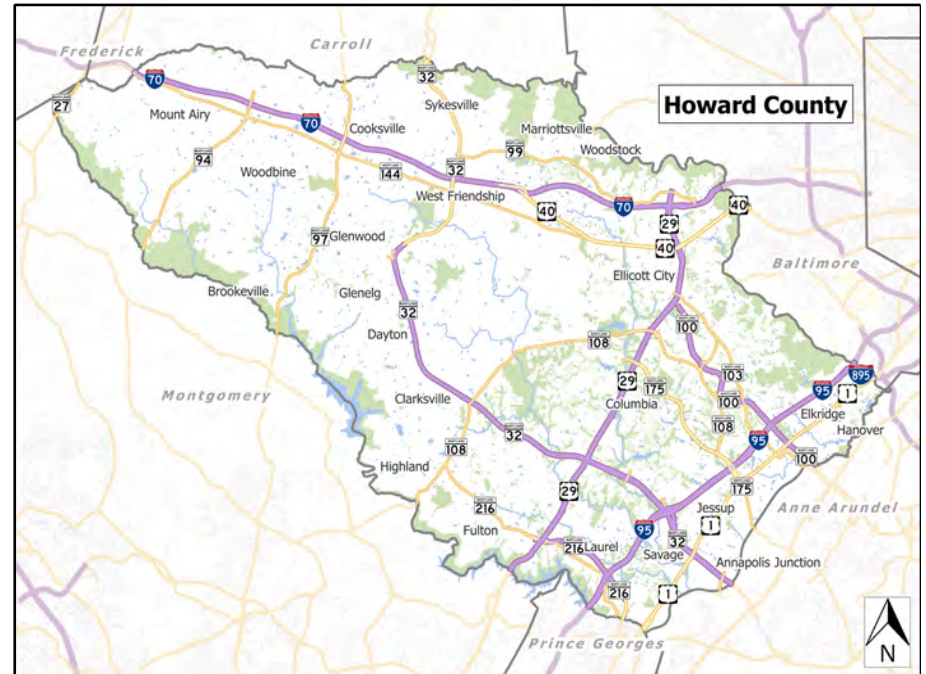 Carroll
Frederick
MARYLAND
32
INTERSTATE
70
27
Sykesville
Howard County
Mount Airy
70
Cooksville
Marriottsville
99
Woodstock
94
144
32
Woodbine
West Friendship
70
40
40
29
97
Glenwood
40
Baltimore
Ellicott City
Brookeville
Glenelg
32
100
Dayton
108
103
895
29
175
95
1
Montgomery
Clarksville
Columbia
100
Elkridge
32
108
Hanover
108
95
100
Highland
175
29
216
Jessup
Anne Arundel
Fulton
95
1
216
Laurel
32
Savage
Annapolis Junction
216
1
Prince Georges
N